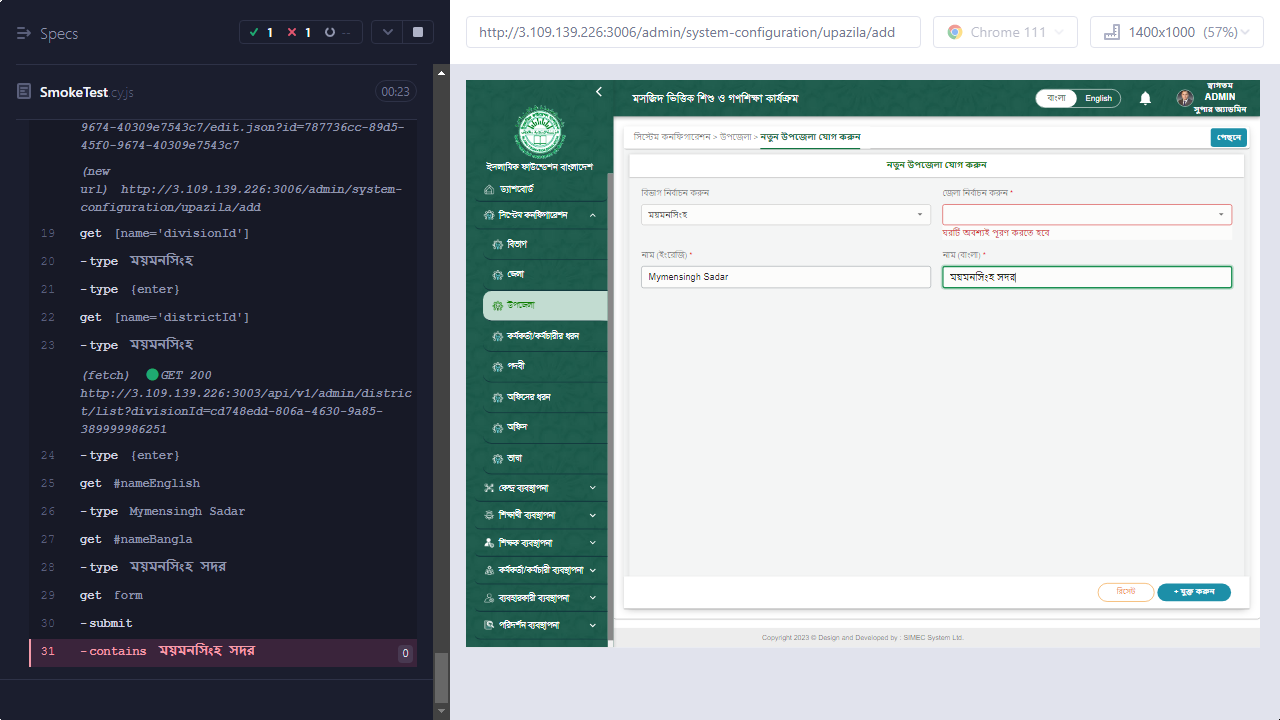 Specs
1
1
--
SmokeTest.cy.js
00:23
9674-40309e7543c7/edit.json?id=787736cc-89d5-
4836-9674-40309e7543c7
(new
url) http://3.109.139.226:3006/admin/system-
configuration/upazila/add
19 get [name='divisionId']
20 -type ময়মনসিংহ
21 -type {enter}
22 get [name='districtId']
23 -type ময়মনসিংহ
(fetch) GET 200
http://3.109.139.226:3003/api/v1/admin/distric
t/list?divisionId=cd748edd-806a-4630-9a85-
389999986251
24 -type {enter}
25 get #nameEnglish
26 -type Mymensingh Sadar
27 get #nameBangla
28 -type ময়মনসিংহ সদর
29 get form
30 -submit
31 -contains ময়মনসিংহ সদর 0
http://3.109.139.226:3006/admin/system-configuration/upazila/add
Chrome 111
1400x1000 (57%)
ইসলামিক ফাউন্ডেশন বাংলাদেশ
ড্যাশবোর্ড
সিস্টেম কনফিগারেশন
বিভাগ
জেলা
উপজেলা
কর্মকর্তা/কর্মচারীর ধরন
পদবী
অফিসের ধরন
অফিস
ভাষা
কেন্দ্র ব্যবস্থাপনা
শিক্ষার্থী ব্যবস্থাপনা
শিক্ষক ব্যবস্থাপনা
কর্মকর্তা/কর্মচারী ব্যবস্থাপনা
ব্যবহারকারী ব্যবস্থাপনা
পরিদর্শন ব্যবস্থাপনা
মসজিদ ভিত্তিক শিশু ও গণশিক্ষা কার্যক্রম
বাংলা
English
স্বাগতম
ADMIN
সুপার অ্যাডমিন
সিস্টেম কনফিগারেশন > উপজেলা > নতুন উপজেলা যোগ করুন
পেছনে
নতুন উপজেলা যোগ করুন
বিভাগ নির্বাচন করুন
জেলা নির্বাচন করুন *
ময়মনসিংহ
ঘরটি অবশ্যই পূরণ করতে হবে
নাম (ইংরেজি) *
নাম (বাংলা) *
Mymensingh Sadar
ময়মনসিংহ সদর
রিসেট
+ যুক্ত করুন
Copyright 2023 © Design and Developed by : SIMEC System Ltd.